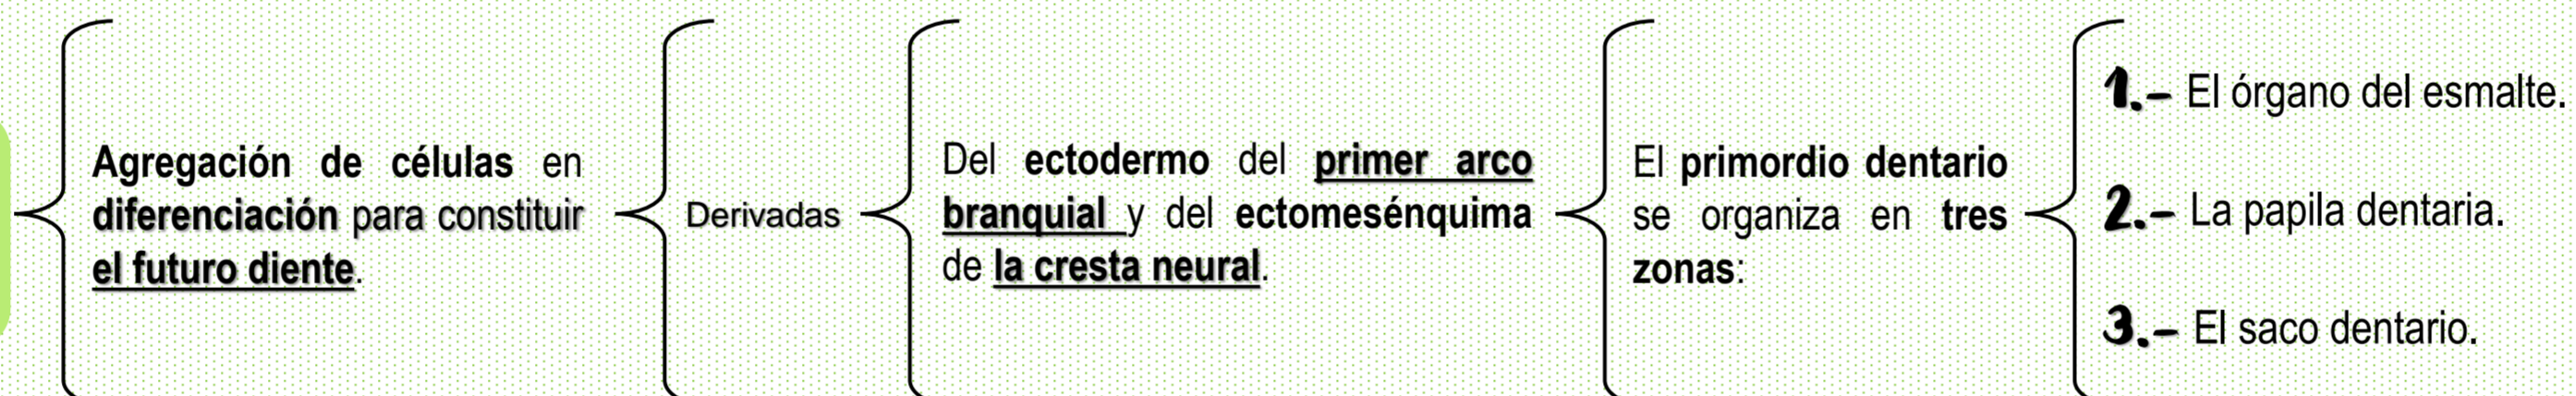 Agregación de células en
diferenciación para constituir
el futuro diente.
Derivadas
Del ectodermo del primer arco
branquial y del ectomesénquima
de la cresta neural.
El primordio dentario
se organiza en tres
zonas:
1.- El órgano del esmalte.
2.- La papila dentaria.
3.- El saco dentario.